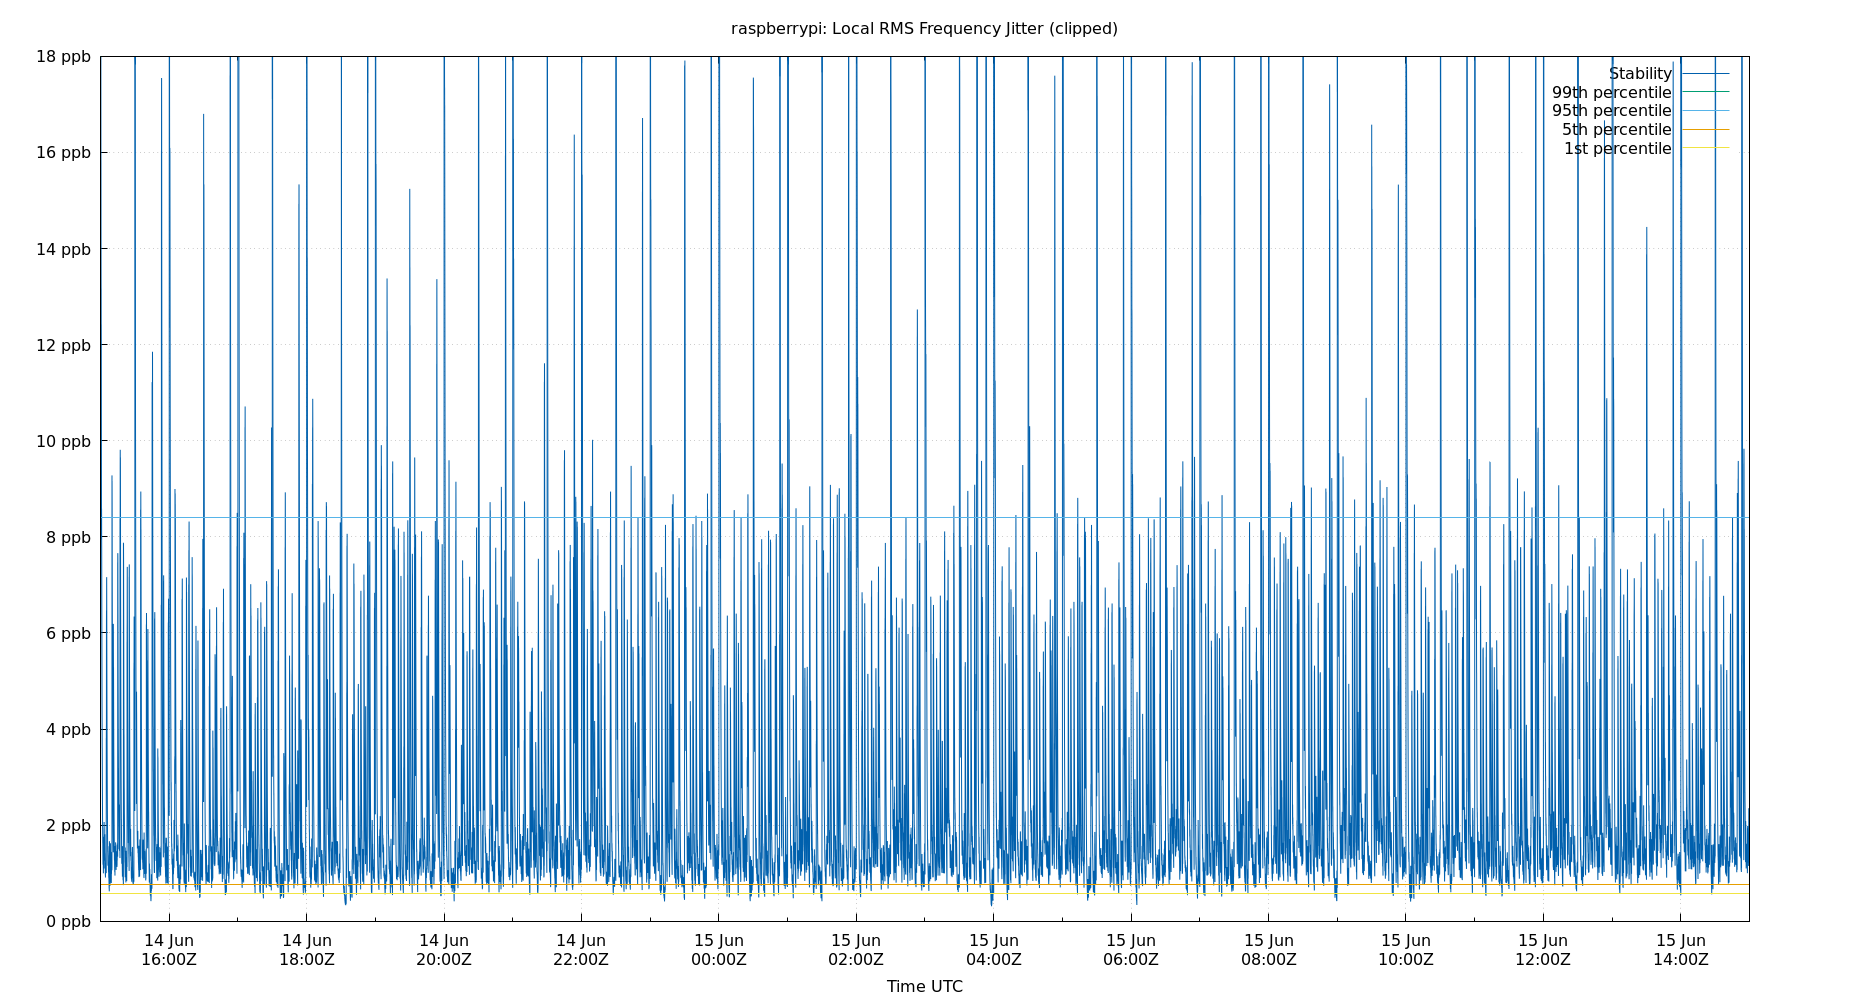 raspberrypi: Local RMS Frequency Jitter (clipped)
18 ppb
16 ppb
14 ppb
12 ppb
10 ppb
8 ppb
6 ppb
4 ppb
2 ppb
0 ppb
Stability
99th percentile
95th percentile
5th percentile
1st percentile
14 Jun 14 Jun 14 Jun 14 Jun 15 Jun 15 Jun 15 Jun 15 Jun 15 Jun 15 Jun 15 Jun 15 Jun
16:00Z 18:00Z 20:00Z 22:00Z 00:00Z 02:00Z 04:00Z 06:00Z 08:00Z 10:00Z 12:00Z 14:00Z
Time UTC